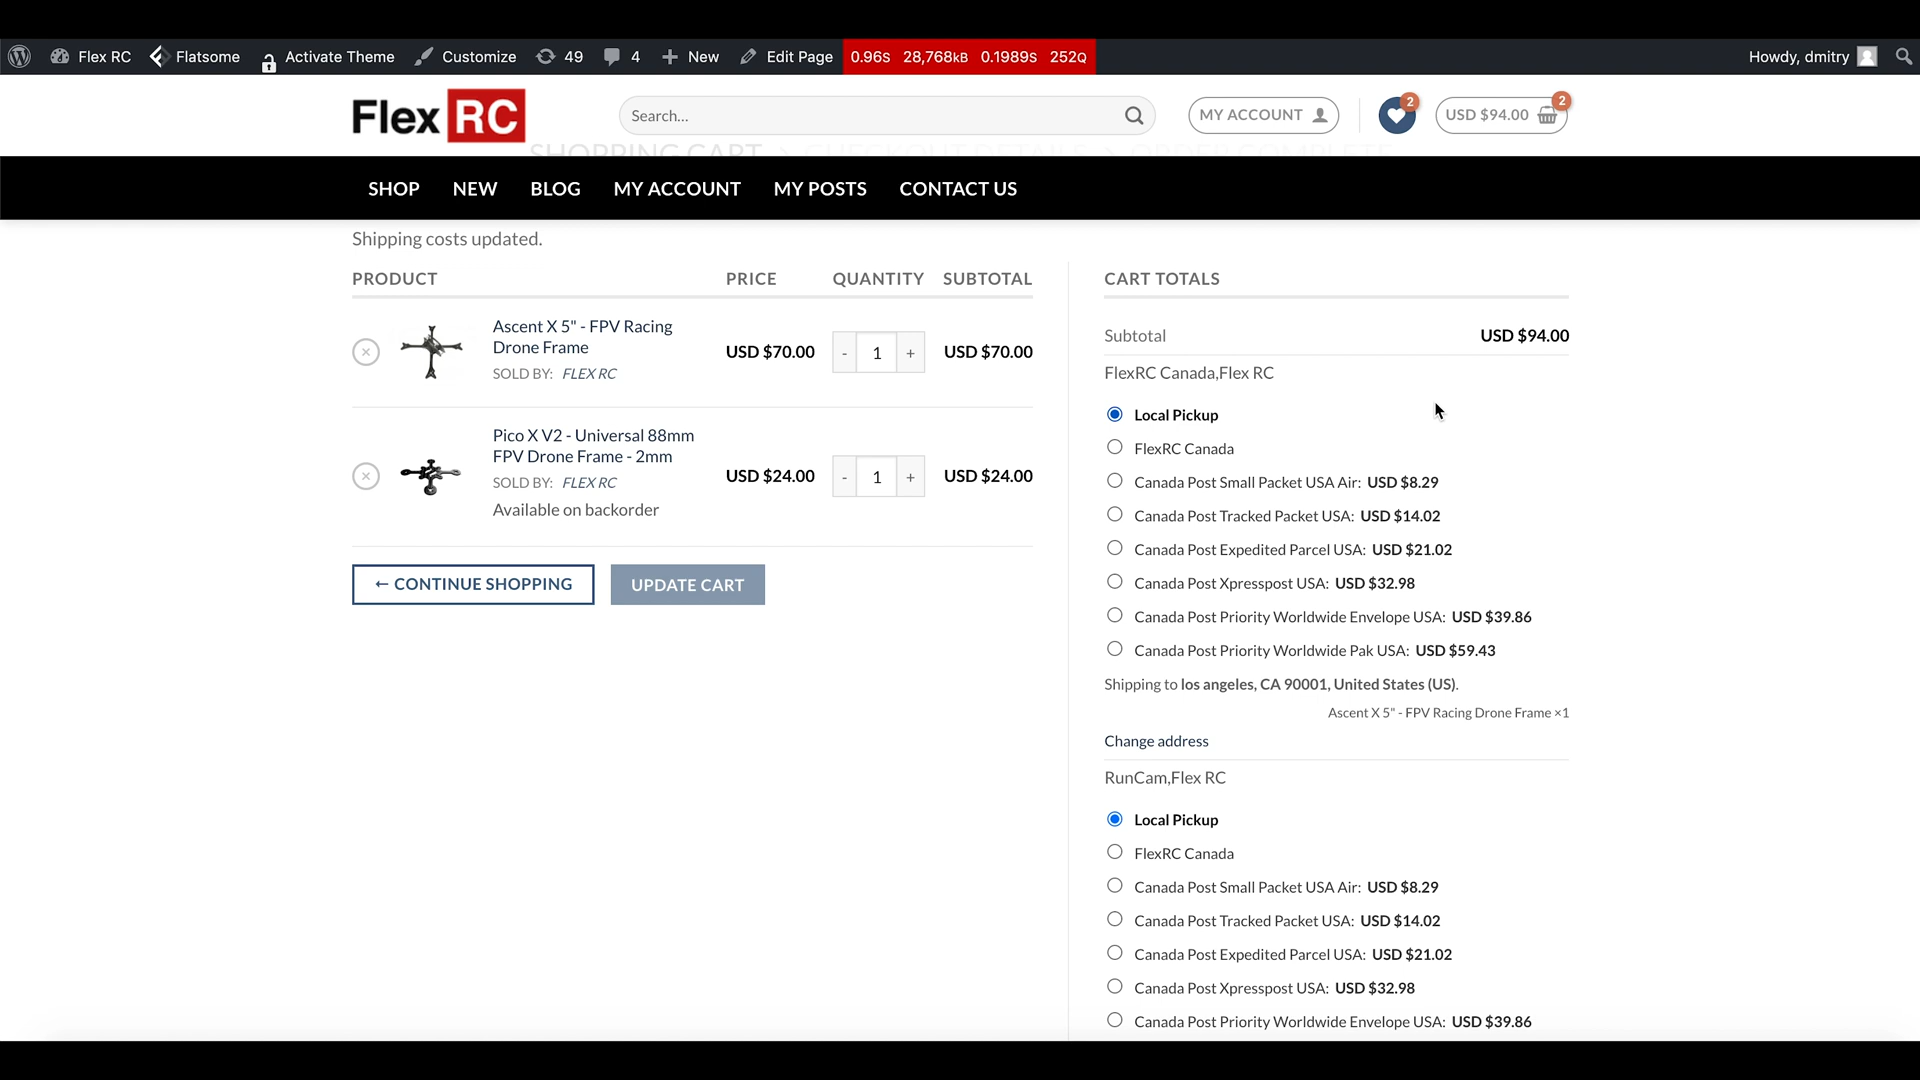 Flex RC Flatsome Activate Theme Customize 49 4 New Edit Page 0.96s 28,768kB 0.1989s 252Q Howdy, dmitry
Flex RC Search... MY ACCOUNT 2 USD $94.00 2
SHOPPING CART > CHECKOUT DETAILS > ORDER COMPLETE
SHOP NEW BLOG MY ACCOUNT MY POSTS CONTACT US
Shipping costs updated.
PRODUCT PRICE QUANTITY SUBTOTAL
Ascent X 5" - FPV Racing
Drone Frame
SOLD BY: FLEX RC
USD $70.00 - 1 + USD $70.00
Pico X V2 - Universal 88mm
FPV Drone Frame - 2mm
SOLD BY: FLEX RC
Available on backorder
USD $24.00 - 1 + USD $24.00
← CONTINUE SHOPPING UPDATE CART
CART TOTALS
Subtotal USD $94.00
FlexRC Canada,Flex RC
Local Pickup
FlexRC Canada
Canada Post Small Packet USA Air: USD $8.29
Canada Post Tracked Packet USA: USD $14.02
Canada Post Expedited Parcel USA: USD $21.02
Canada Post Xpresspost USA: USD $32.98
Canada Post Priority Worldwide Envelope USA: USD $39.86
Canada Post Priority Worldwide Pak USA: USD $59.43
Shipping to los angeles, CA 90001, United States (US).
Ascent X 5" - FPV Racing Drone Frame ×1
Change address
RunCam,Flex RC
Local Pickup
FlexRC Canada
Canada Post Small Packet USA Air: USD $8.29
Canada Post Tracked Packet USA: USD $14.02
Canada Post Expedited Parcel USA: USD $21.02
Canada Post Xpresspost USA: USD $32.98
Canada Post Priority Worldwide Envelope USA: USD $39.86